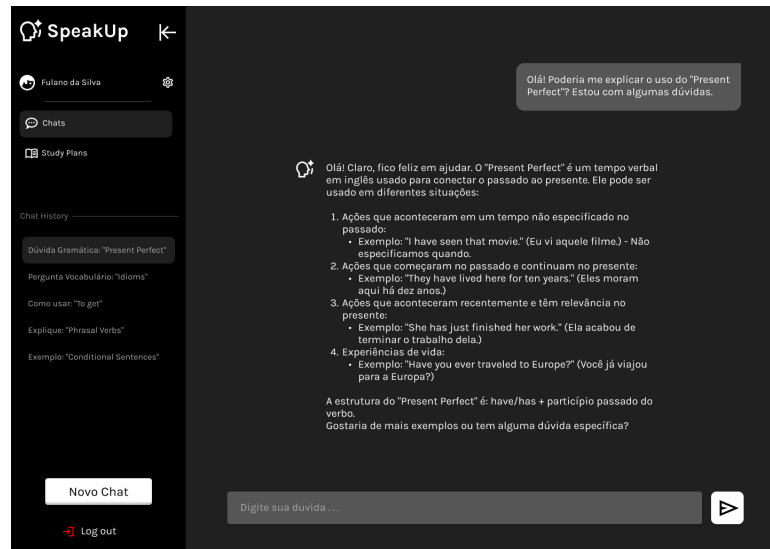 SpeakUp
Fulano da Silva
Chats
Study Plans
Chat History
Dúvida Gramática: "Present Perfect"
Pergunta Vocabulário: "Idioms"
Como usar: "To get"
Explique: "Phrasal Verbs"
Exemplo: "Conditional Sentences"
Novo Chat
Log out
Olá! Poderia me explicar o uso do "Present
Perfect"? Estou com algumas dúvidas.
Olá! Claro, fico feliz em ajudar. O "Present Perfect" é um tempo verbal
em inglês usado para conectar o passado ao presente. Ele pode ser
usado em diferentes situações:
1. Ações que aconteceram em um tempo não especificado no
passado:
• Exemplo: "I have seen that movie." (Eu vi aquele filme.) - Não
especificamos quando.
2. Ações que começaram no passado e continuam no presente:
• Exemplo: "They have lived here for ten years." (Eles moram
aqui há dez anos.)
3. Ações que aconteceram recentemente e têm relevância no
presente:
• Exemplo: "She has just finished her work." (Ela acabou de
terminar o trabalho dela.)
4. Experiências de vida:
• Exemplo: "Have you ever traveled to Europe?" (Você já viajou
para a Europa?)
A estrutura do "Present Perfect" é: have/has + particípio passado do
verbo.
Gostaria de mais exemplos ou tem alguma dúvida específica?
Digite sua duvida . . .